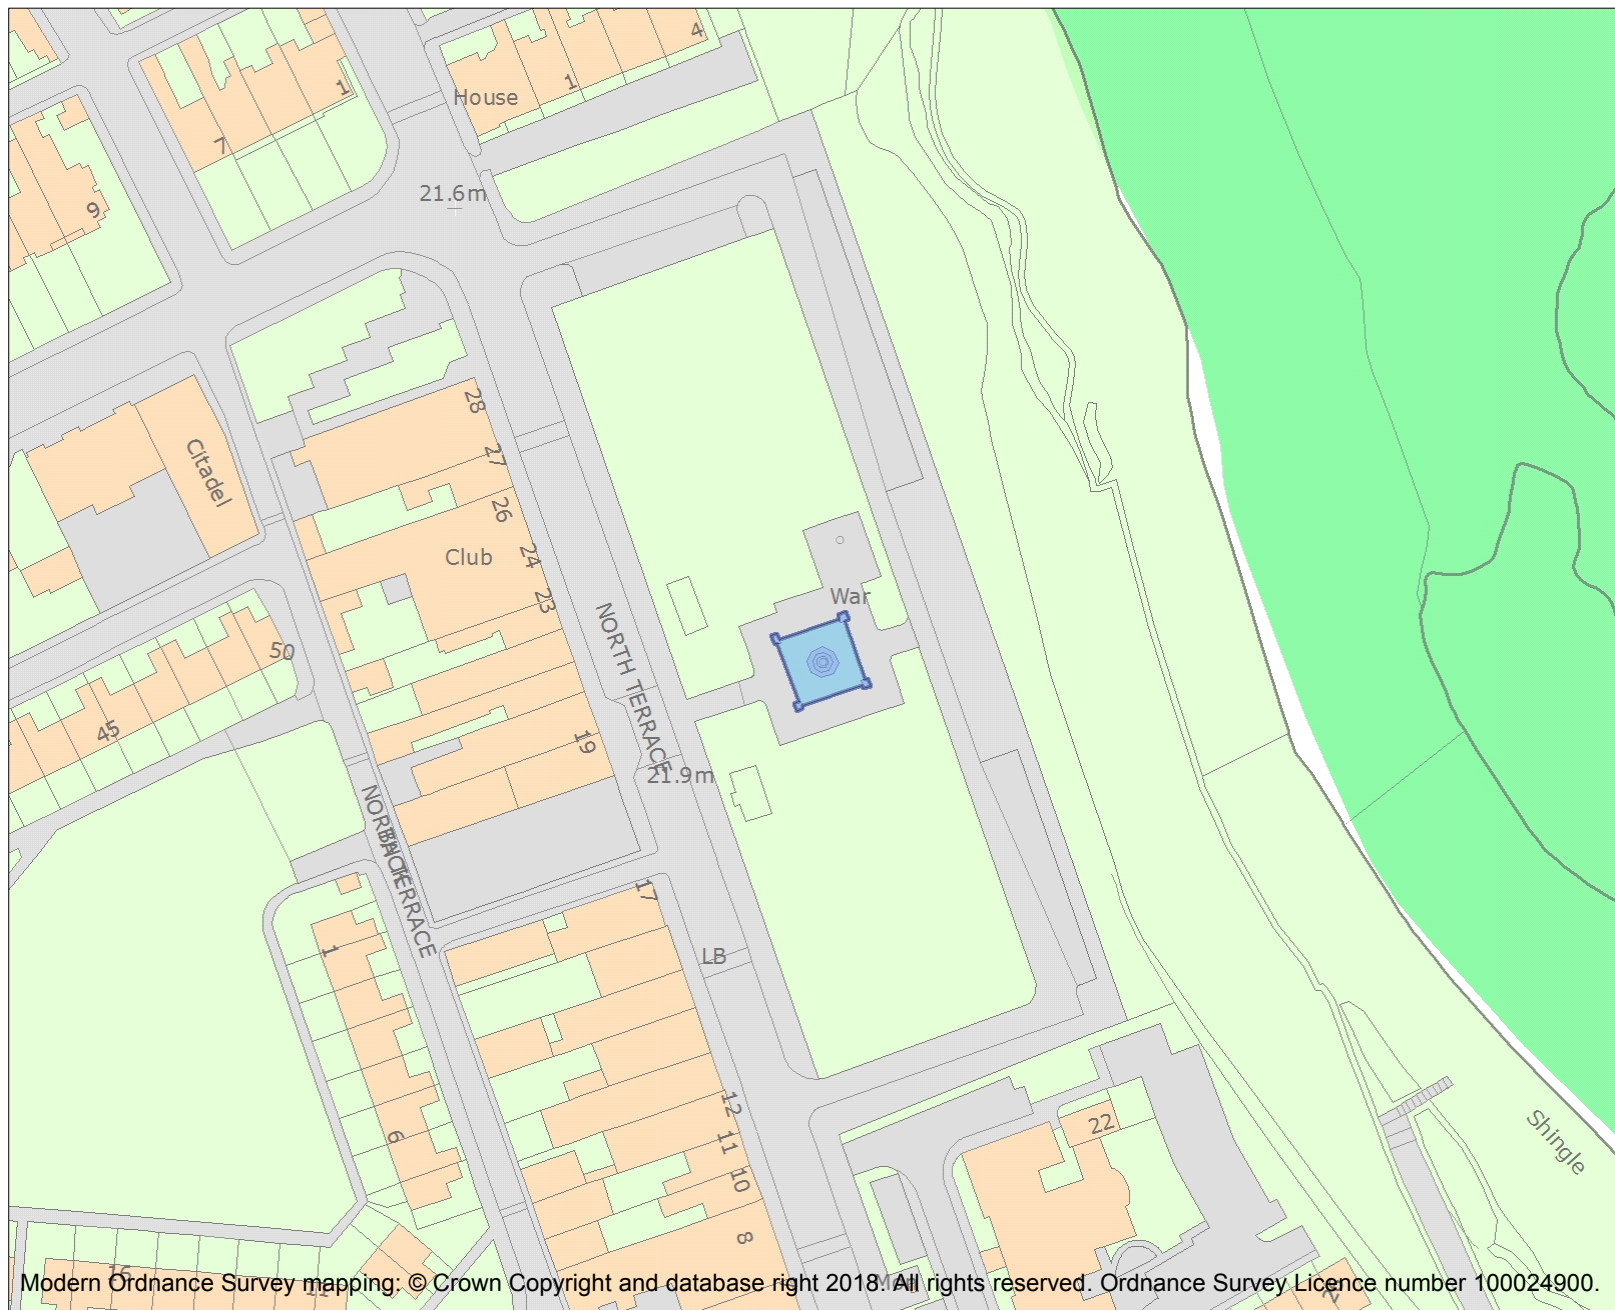 4
1
1
House
7
9
21.6m
28
27
Citadel
26
24
Club
23
War
NORTH TERRACE
50
45
19
21.9m
NORTH TERRACE
BACK
17
1
LB
12
11
10
6
22
Shingle
8
16
11
Modern Ordnance Survey mapping: © Crown Copyright and database right 2018. All rights reserved. Ordnance Survey Licence number 100024900.